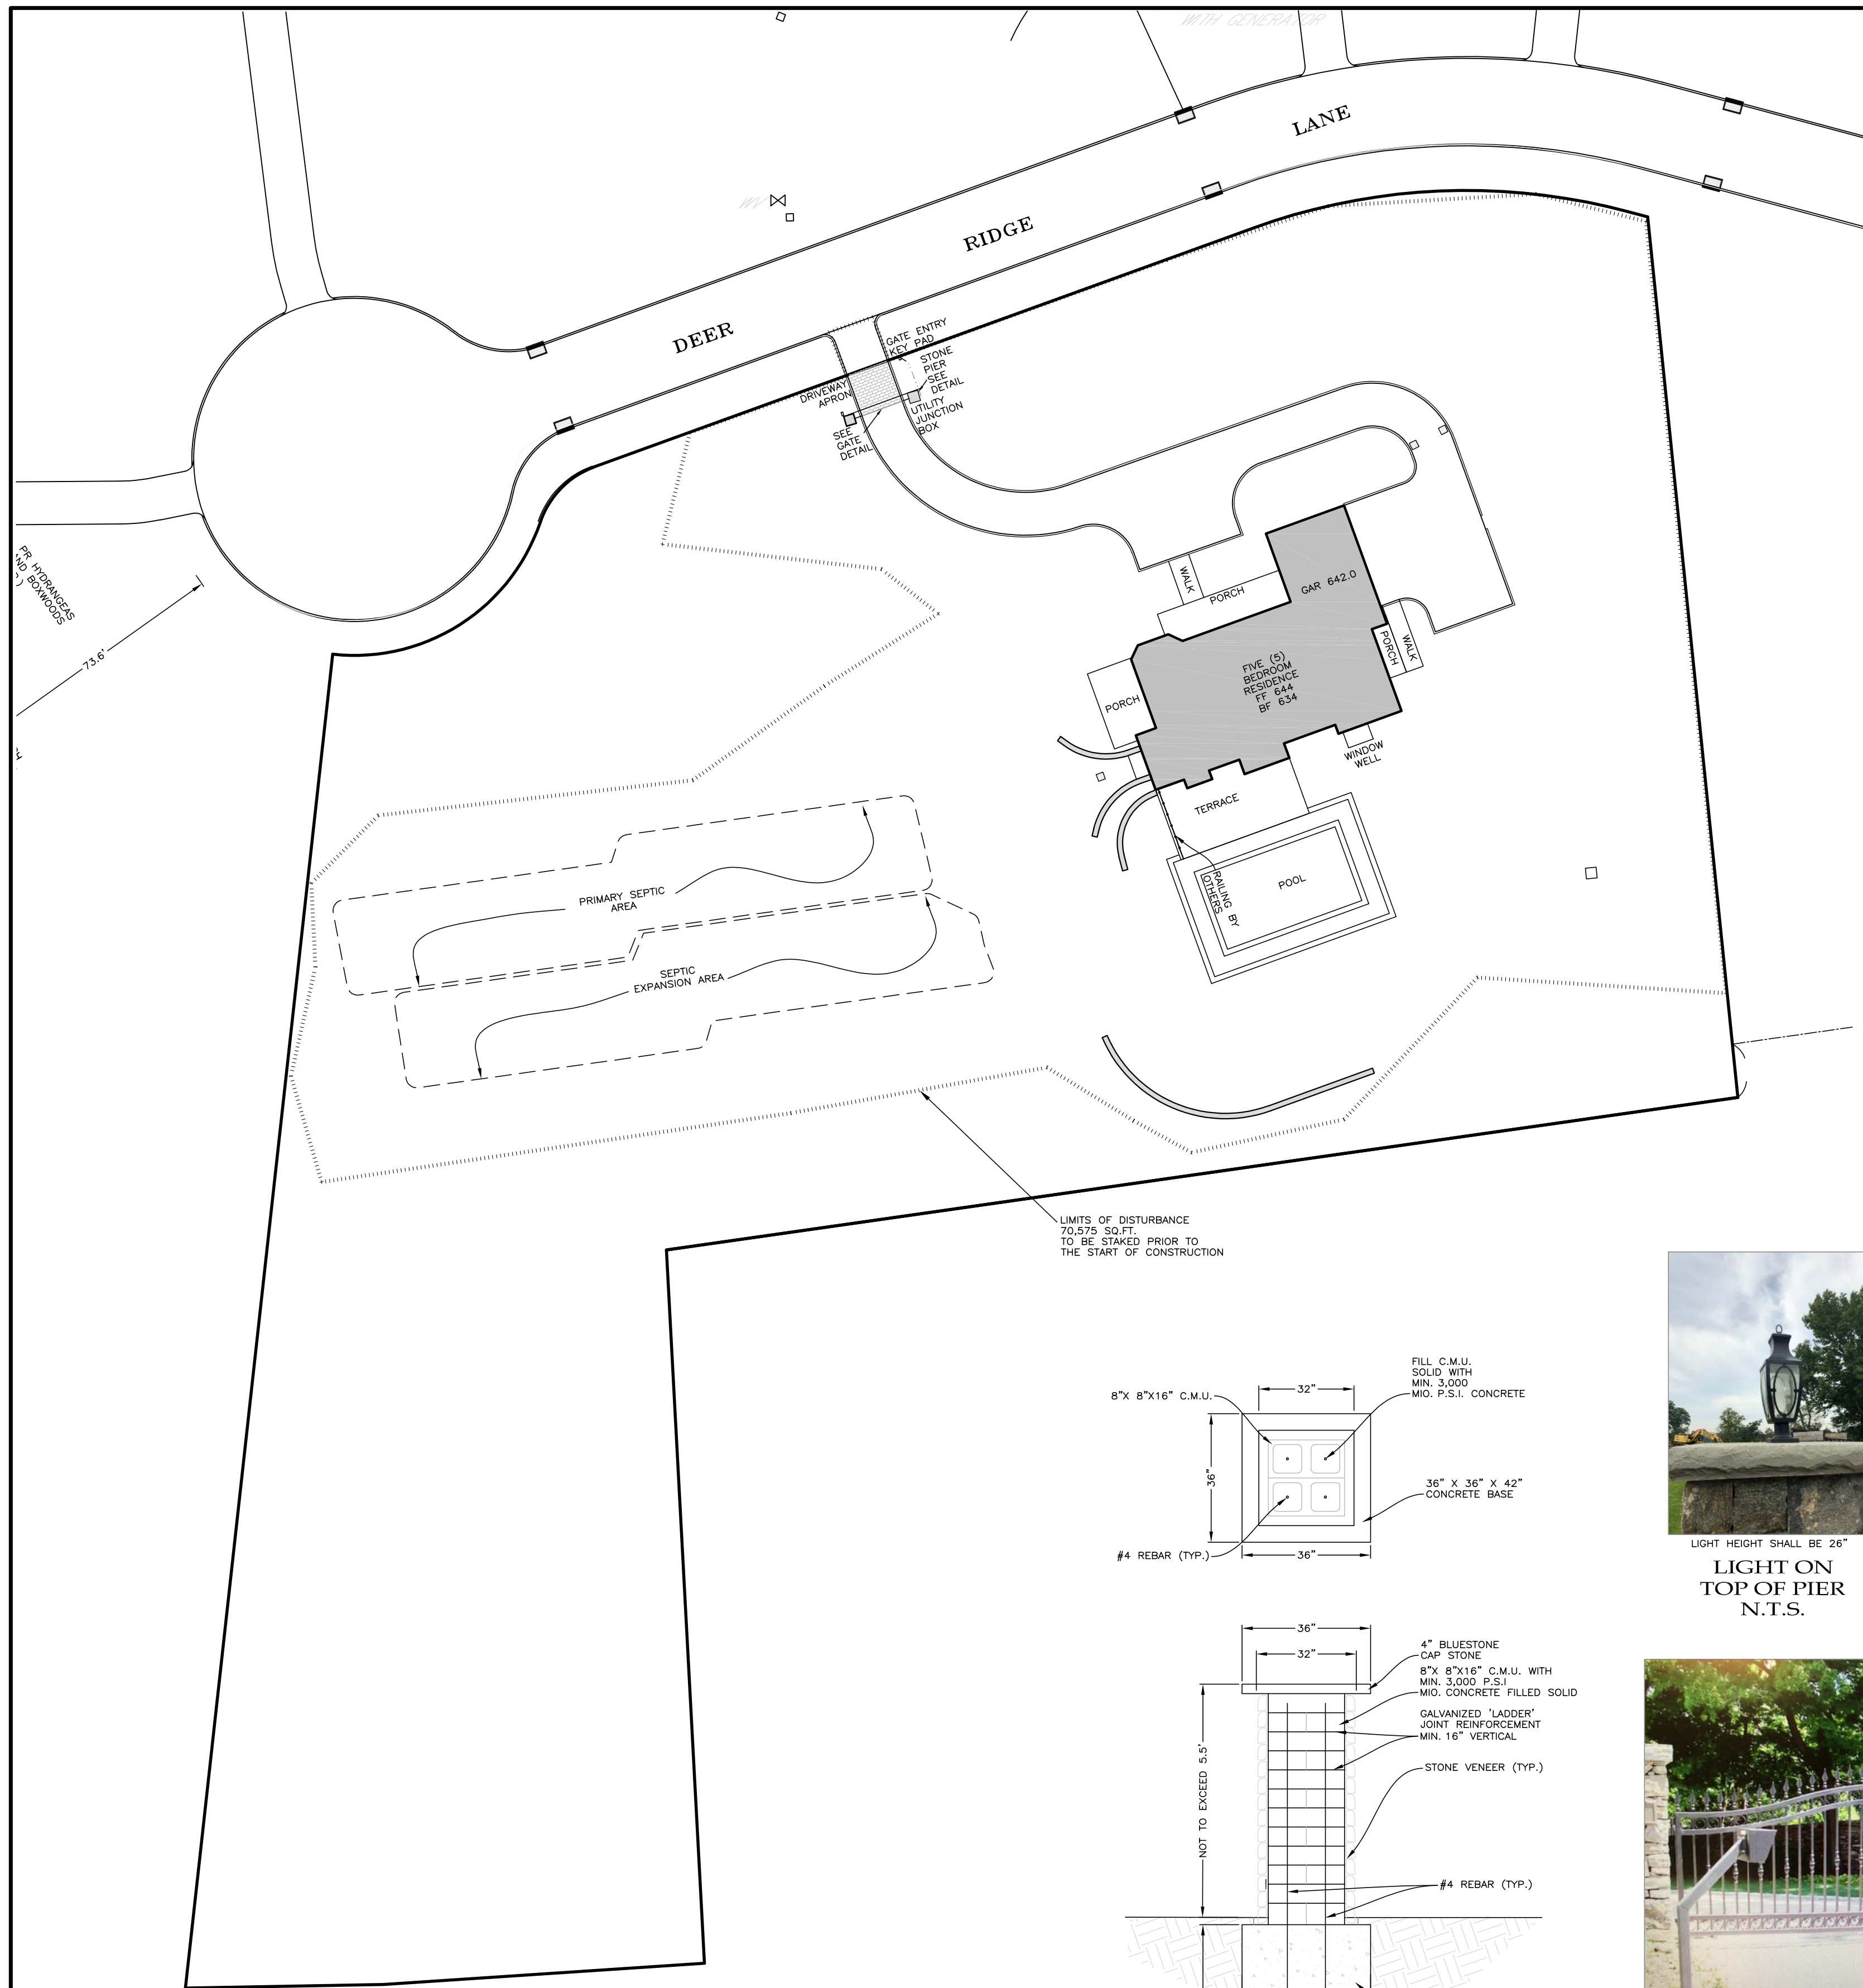 WITH GENERATOR
LANE
RIDGE
DEER
WV
GATE ENTRY
KEY PAD
STONE
PIER
SEE
DETAIL
DRIVEWAY
APRON
UTILITY
JUNCTION
BOX
SEE
GATE
DETAIL
PR HYDRANGEAS
AND BOXWOODS
73.6'
WALK
PORCH
GAR 642.0
FIVE (5)
BEDROOM
RESIDENCE
FF 644
BF 634
PORCH
WALK
PORCH
WINDOW
WELL
TERRACE
POOL
RAILING BY
OTHERS
PRIMARY SEPTIC
AREA
SEPTIC
EXPANSION AREA
LIMITS OF DISTURBANCE
70,575 SQ.FT.
TO BE STAKED PRIOR TO
THE START OF CONSTRUCTION
FILL C.M.U.
SOLID WITH
MIN. 3,000
MIO. P.S.I. CONCRETE
8"X 8"X16" C.M.U.
32"
36"
36" X 36" X 42"
CONCRETE BASE
#4 REBAR (TYP.)
36"
LIGHT HEIGHT SHALL BE 26"
LIGHT ON
TOP OF PIER
N.T.S.
36"
32"
4" BLUESTONE
CAP STONE
8"X 8"X16" C.M.U. WITH
MIN. 3,000 P.S.I
MIO. CONCRETE FILLED SOLID
GALVANIZED 'LADDER'
JOINT REINFORCEMENT
MIN. 16" VERTICAL
STONE VENEER (TYP.)
NOT TO EXCEED 5.5'
#4 REBAR (TYP.)